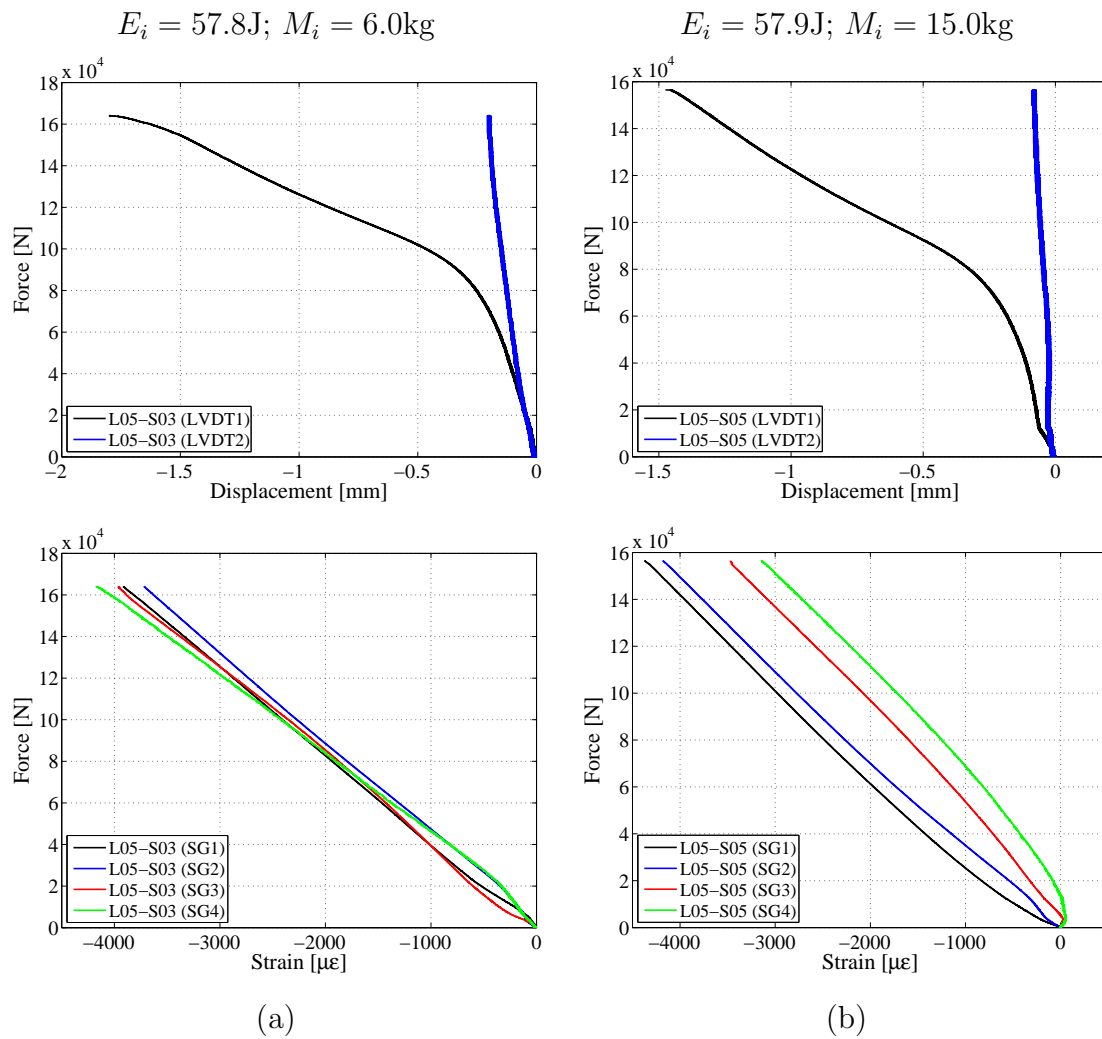 E_i = 57.8J; M_i = 6.0kg
E_i = 57.9J; M_i = 15.0kg
x 10^4
18
16
14
12
10
8
6
4
2
0
Force [N]
L05−S03 (LVDT1)
L05−S03 (LVDT2)
−2 −1.5 −1 −0.5 0
Displacement [mm]
x 10^4
16
14
12
10
8
6
4
2
0
Force [N]
L05−S05 (LVDT1)
L05−S05 (LVDT2)
−1.5 −1 −0.5 0
Displacement [mm]
x 10^4
18
16
14
12
10
8
6
4
2
0
Force [N]
L05−S03 (SG1)
L05−S03 (SG2)
L05−S03 (SG3)
L05−S03 (SG4)
−4000 −3000 −2000 −1000 0
Strain [με]
(a)
x 10^4
16
14
12
10
8
6
4
2
0
Force [N]
L05−S05 (SG1)
L05−S05 (SG2)
L05−S05 (SG3)
L05−S05 (SG4)
−4000 −3000 −2000 −1000 0
Strain [με]
(b)